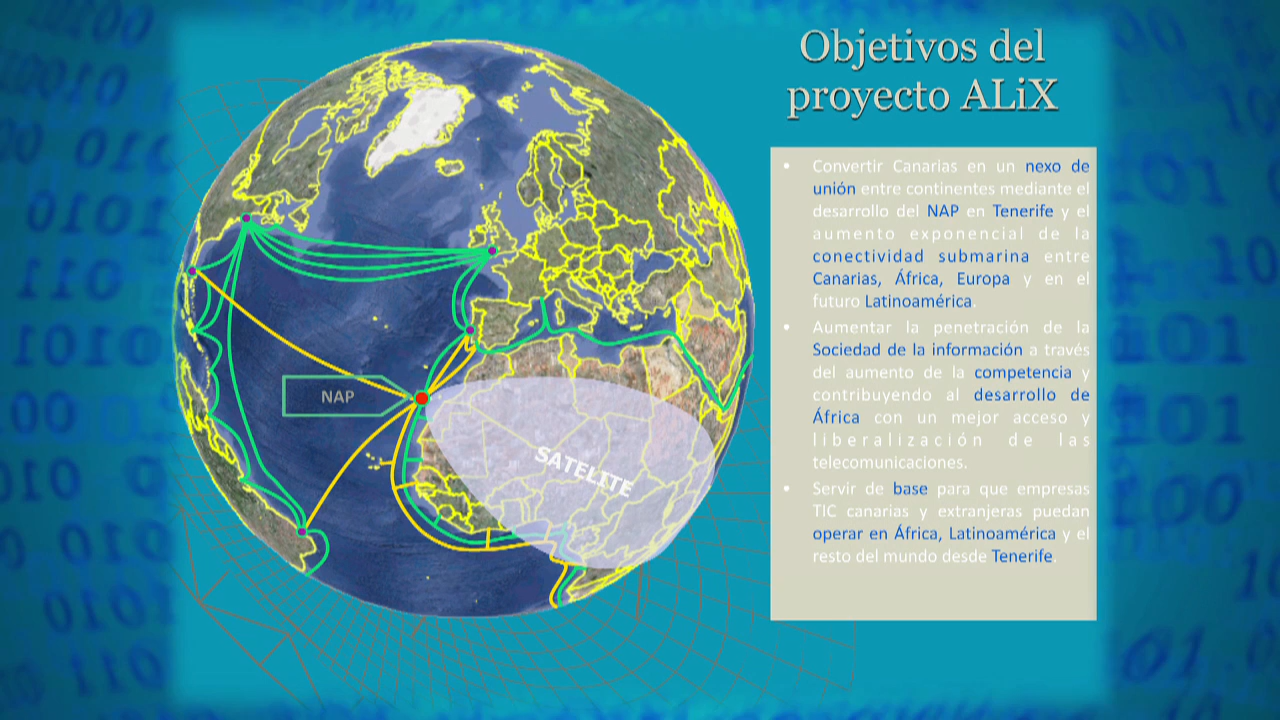 Objetivos del
proyecto ALiX
• Convertir Canarias en un nexo de
unión entre continentes mediante el
desarrollo del NAP en Tenerife y el
aumento exponencial de la
conectividad submarina entre
Canarias, África, Europa y en el
futuro Latinoamérica.
• Aumentar la penetración de la
Sociedad de la información a través
del aumento de la competencia y
contribuyendo al desarrollo de
África con un mejor acceso y
liberalización de las
telecomunicaciones.
• Servir de base para que empresas
TIC canarias y extranjeras puedan
operar en África, Latinoamérica y el
resto del mundo desde Tenerife.
NAP
SATELITE